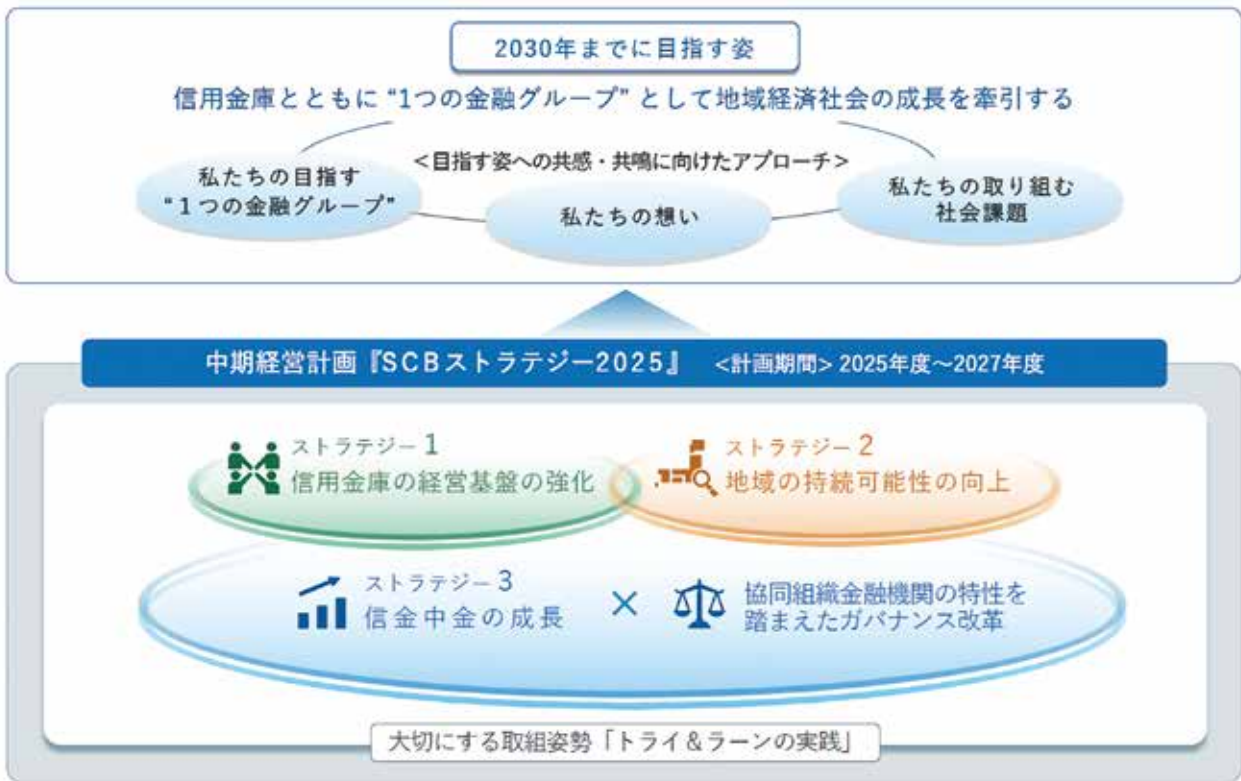 2030年までに目指す姿
信用金庫とともに “1つの金融グループ” として地域経済社会の成長を牽引する
<目指す姿への共感・共鳴に向けたアプローチ>
私たちの目指す
“1つの金融グループ”
私たちの想い
私たちの取り組む
社会課題
中期経営計画『SCBストラテジー2025』 <計画期間> 2025年度～2027年度
ストラテジー 1
信用金庫の経営基盤の強化
ストラテジー 2
地域の持続可能性の向上
ストラテジー 3
信金中金の成長
×
協同組織金融機関の特性を
踏まえたガバナンス改革
大切にする取組姿勢「トライ＆ラーンの実践」